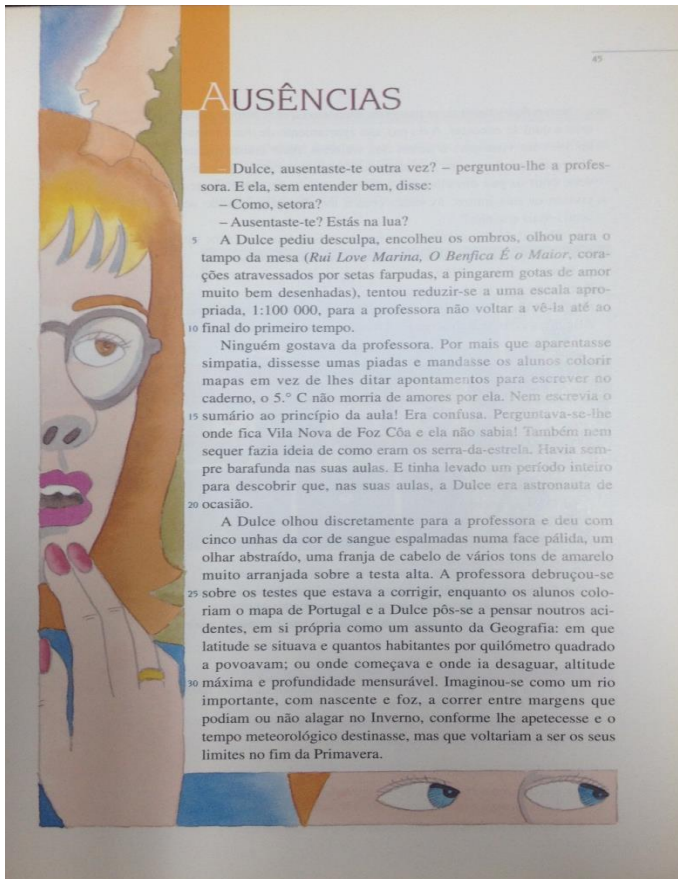 45
AUSÊNCIAS
– Dulce, ausentaste-te outra vez? – perguntou-lhe a profes-
sora. E ela, sem entender bem, disse:
– Como, setora?
– Ausentaste-te? Estás na lua?
5 A Dulce pediu desculpa, encolheu os ombros, olhou para o
tampo da mesa (Rui Love Marina, O Benfica É o Maior, cora-
ções atravessados por setas farpudas, a pingarem gotas de amor
muito bem desenhadas), tentou reduzir-se a uma escala apro-
priada, 1:100 000, para a professora não voltar a vê-la até ao
10 final do primeiro tempo.
Ninguém gostava da professora. Por mais que aparentasse
simpatia, dissesse umas piadas e mandasse os alunos colorir
mapas em vez de lhes ditar apontamentos para escrever no
caderno, o 5.º C não morria de amores por ela. Nem escrevia o
15 sumário ao princípio da aula! Era confusa. Perguntava-se-lhe
onde fica Vila Nova de Foz Côa e ela não sabia! Também nem
sequer fazia ideia de como eram os serra-da-estrela. Havia sem-
pre barafunda nas suas aulas. E tinha levado um período inteiro
para descobrir que, nas suas aulas, a Dulce era astronauta de
20 ocasião.
A Dulce olhou discretamente para a professora e deu com
cinco unhas da cor de sangue espalmadas numa face pálida, um
olhar abstraído, uma franja de cabelo de vários tons de amarelo
muito arranjada sobre a testa alta. A professora debruçou-se
25 sobre os testes que estava a corrigir, enquanto os alunos colo-
riam o mapa de Portugal e a Dulce pôs-se a pensar noutros aci-
dentes, em si própria como um assunto da Geografia: em que
latitude se situava e quantos habitantes por quilómetro quadrado
a povoavam; ou onde começava e onde ia desaguar, altitude
30 máxima e profundidade mensurável. Imaginou-se como um rio
importante, com nascente e foz, a correr entre margens que
podiam ou não alagar no Inverno, conforme lhe apetecesse e o
tempo meteorológico destinasse, mas que voltariam a ser os seus
limites no fim da Primavera.